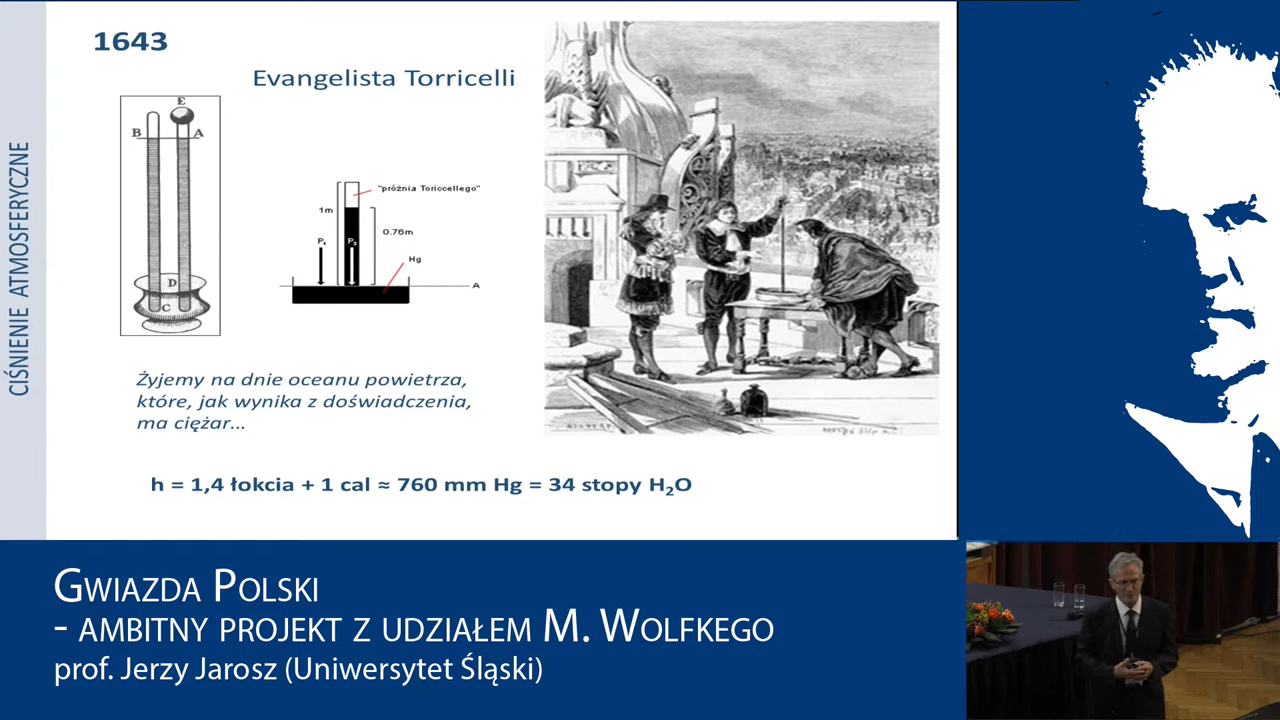 CIŚNIENIE ATMOSFERYCZNE
1643
Evangelista Torricelli
E
B
A
D
C
"próżnia Toriccellego"
1m
0.76m
P₁
P₂
Hg
A
Żyjemy na dnie oceanu powietrza,
które, jak wynika z doświadczenia,
ma ciężar...
h = 1,4 łokcia + 1 cal ≈ 760 mm Hg = 34 stopy H₂O
GWIAZDA POLSKI
- AMBITNY PROJEKT Z UDZIAŁEM M. WOLFKEGO
prof. Jerzy Jarosz (Uniwersytet Śląski)